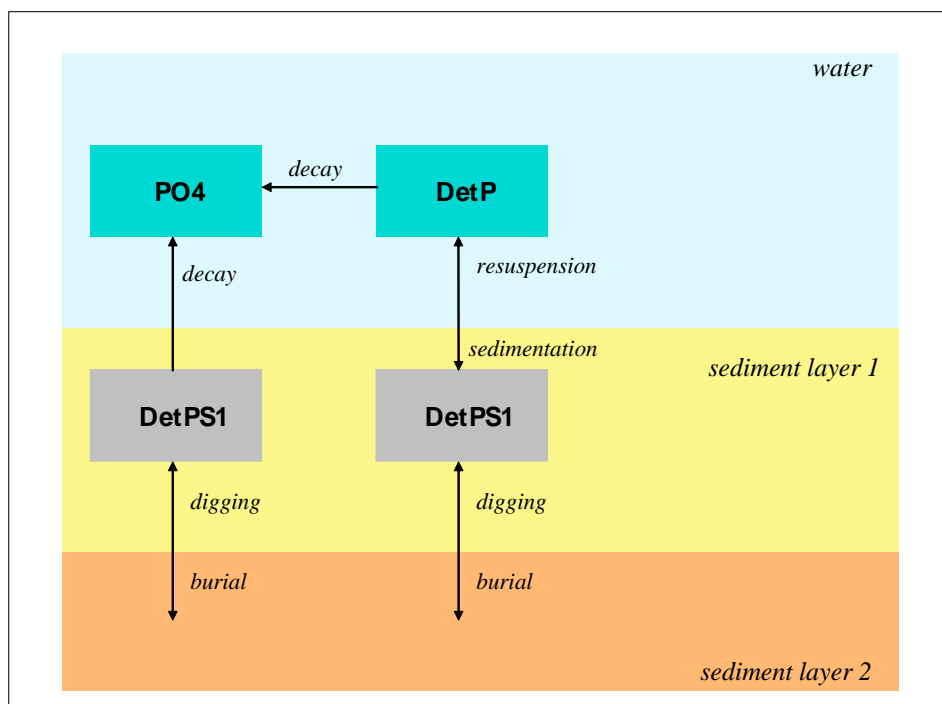 water
decay
PO4
DetP
decay
resuspension
sedimentation
sediment layer 1
DetPS1
DetPS1
digging
digging
burial
burial
sediment layer 2